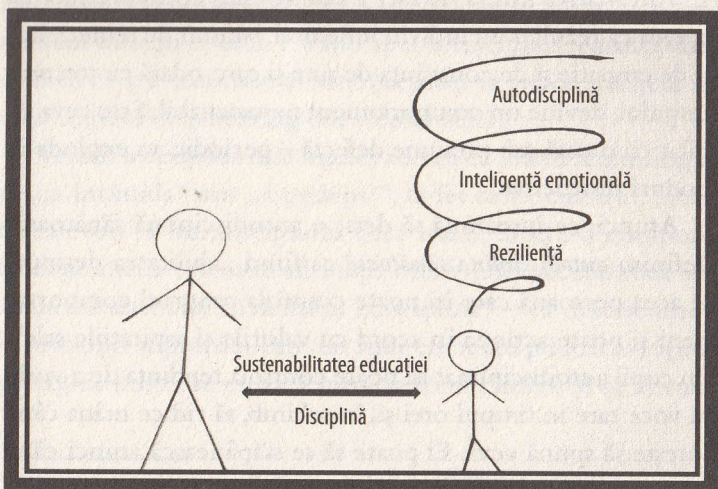 Autodisciplină
Inteligență emoțională
Reziliență
Sustenabilitatea educației
Disciplină